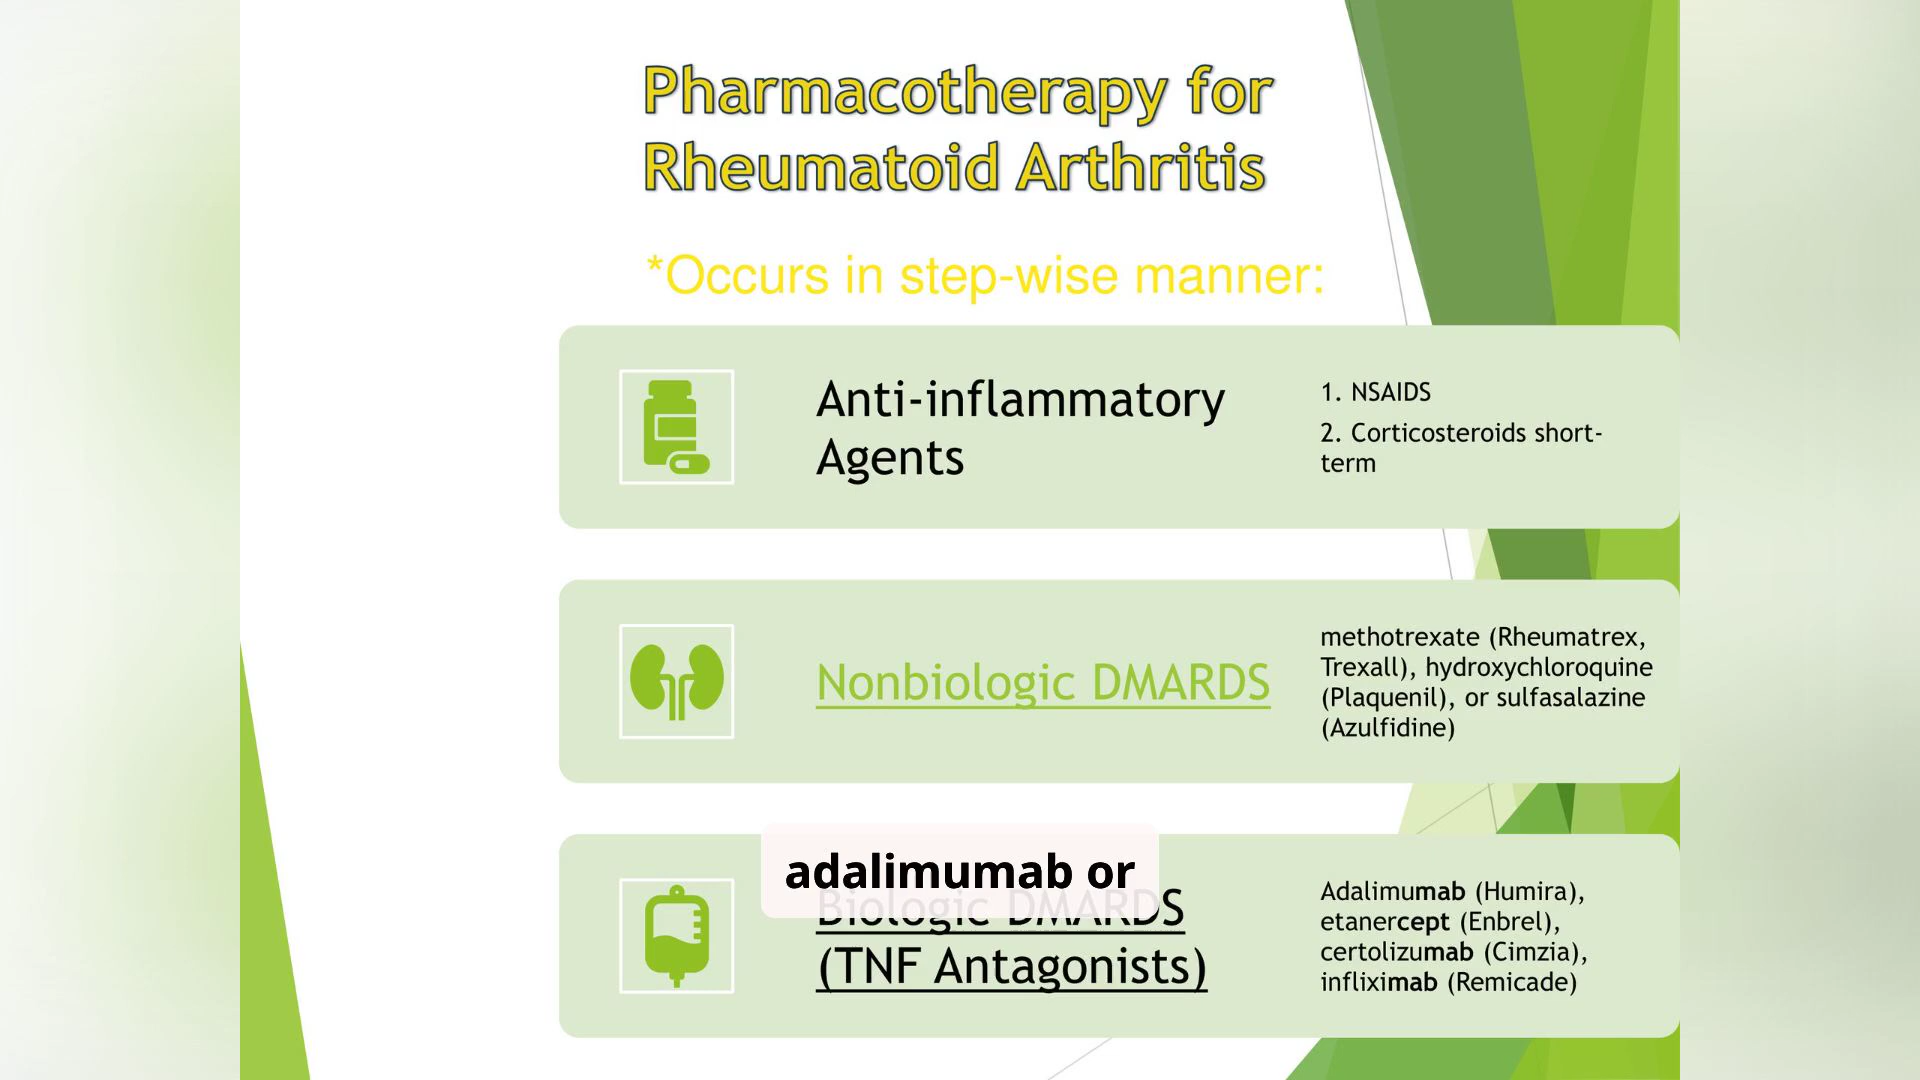 Pharmacotherapy for
Rheumatoid Arthritis
*Occurs in step-wise manner:
Anti-inflammatory
Agents
1. NSAIDS
2. Corticosteroids short-
term
Nonbiologic DMARDS
methotrexate (Rheumatrex,
Trexall), hydroxychloroquine
(Plaquenil), or sulfasalazine
(Azulfidine)
adalimumab or
Biologic DMARDS
(TNF Antagonists)
Adalimumab (Humira),
etanercept (Enbrel),
certolizumab (Cimzia),
infliximab (Remicade)